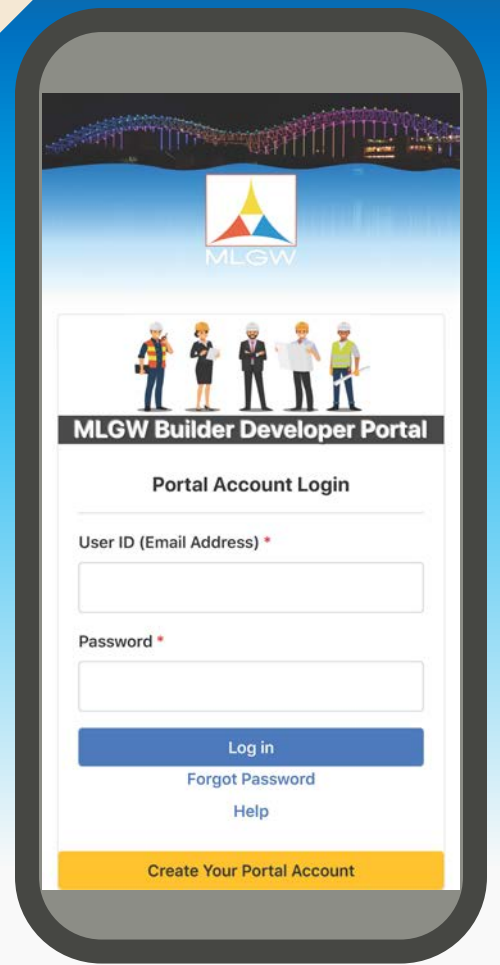 MLGW
MLGW Builder Developer Portal
Portal Account Login
User ID (Email Address) *
Password *
Log in
Forgot Password
Help
Create Your Portal Account